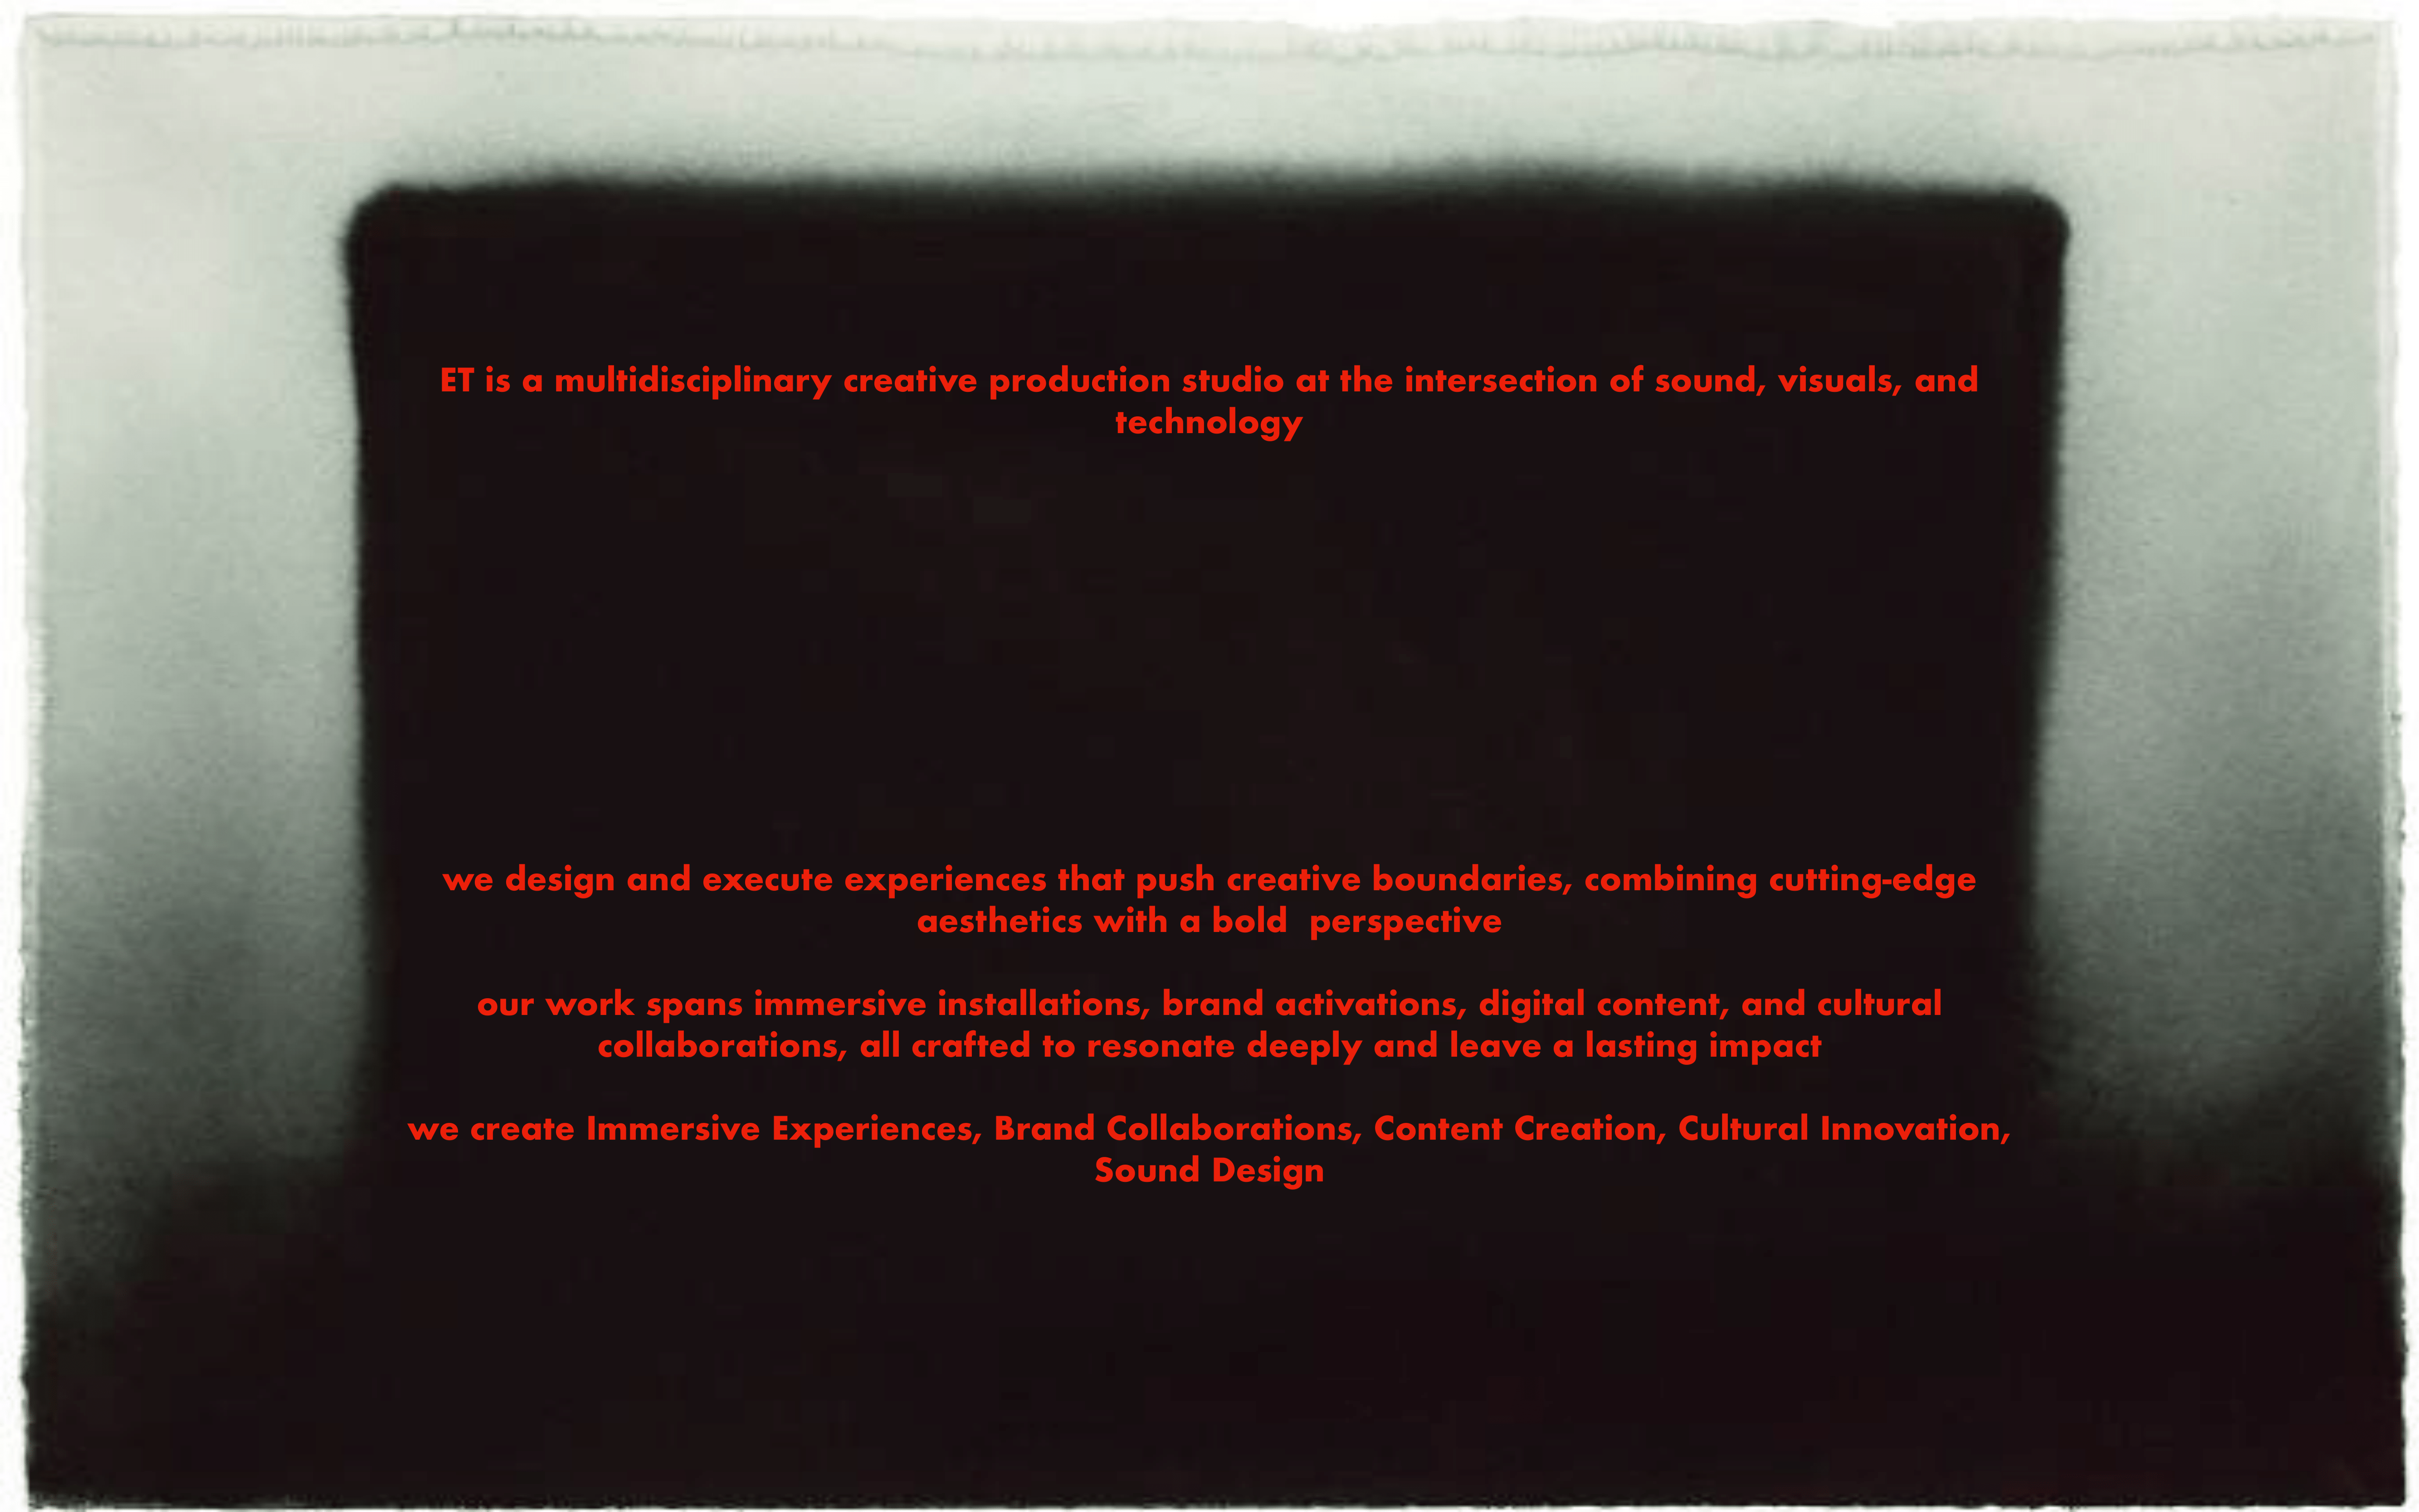 ET is a multidisciplinary creative production studio at the intersection of sound, visuals, and
technology
we design and execute experiences that push creative boundaries, combining cutting-edge
aesthetics with a bold  perspective
our work spans immersive installations, brand activations, digital content, and cultural
collaborations, all crafted to resonate deeply and leave a lasting impact
we create Immersive Experiences, Brand Collaborations, Content Creation, Cultural Innovation,
Sound Design